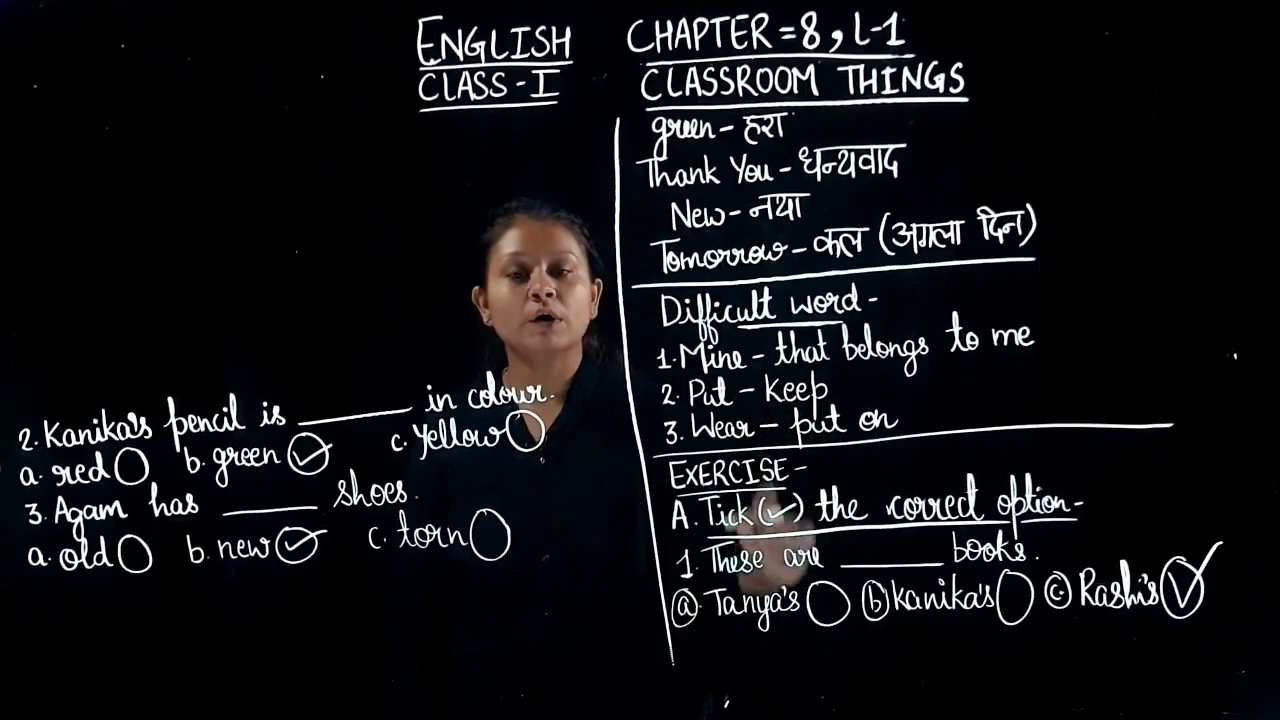 ENGLISH CHAPTER = 8, L-1
CLASS - I CLASSROOM THINGS
green - हरा
Thank You - धन्यवाद
New - नया
Tomorrow - कल (अगला दिन)
Difficult word -
1. Mine - that belongs to me
2. Put - Keep
3. Wear - put on
EXERCISE -
A. Tick (✓) the correct option -
1. These are ______ books.
ⓐ. Tanya's ◯ ⓑ Kanika's ◯ ⓒ Rashi's ✓
2. Kanika's pencil is ______ in colour.
a. red ◯ b. green ✓ c. Yellow ◯
3. Agam has ______ shoes.
a. old ◯ b. new ✓ c. torn ◯